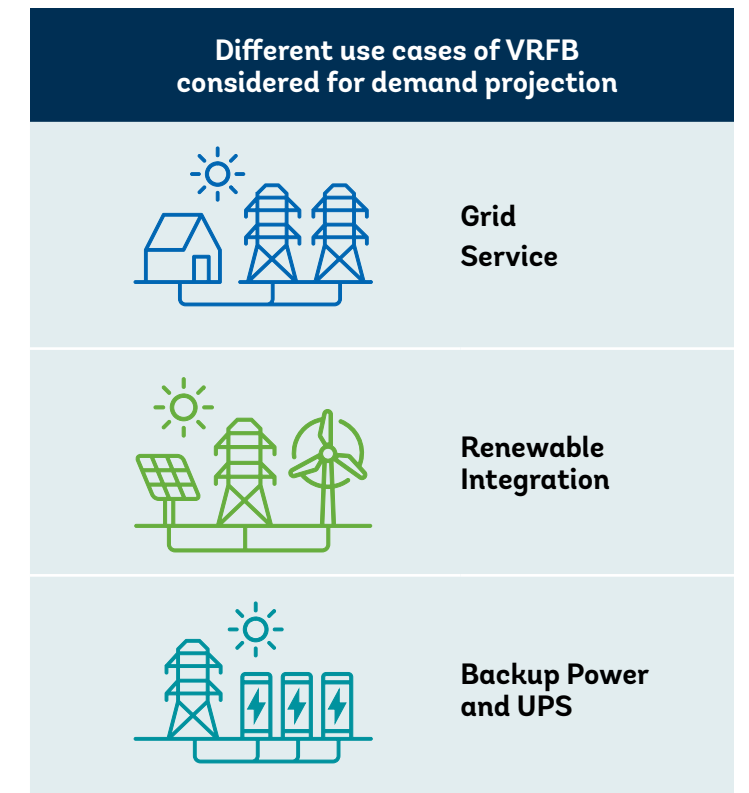 Different use cases of VRFB
considered for demand projection
Grid
Service
Renewable
Integration
Backup Power
and UPS